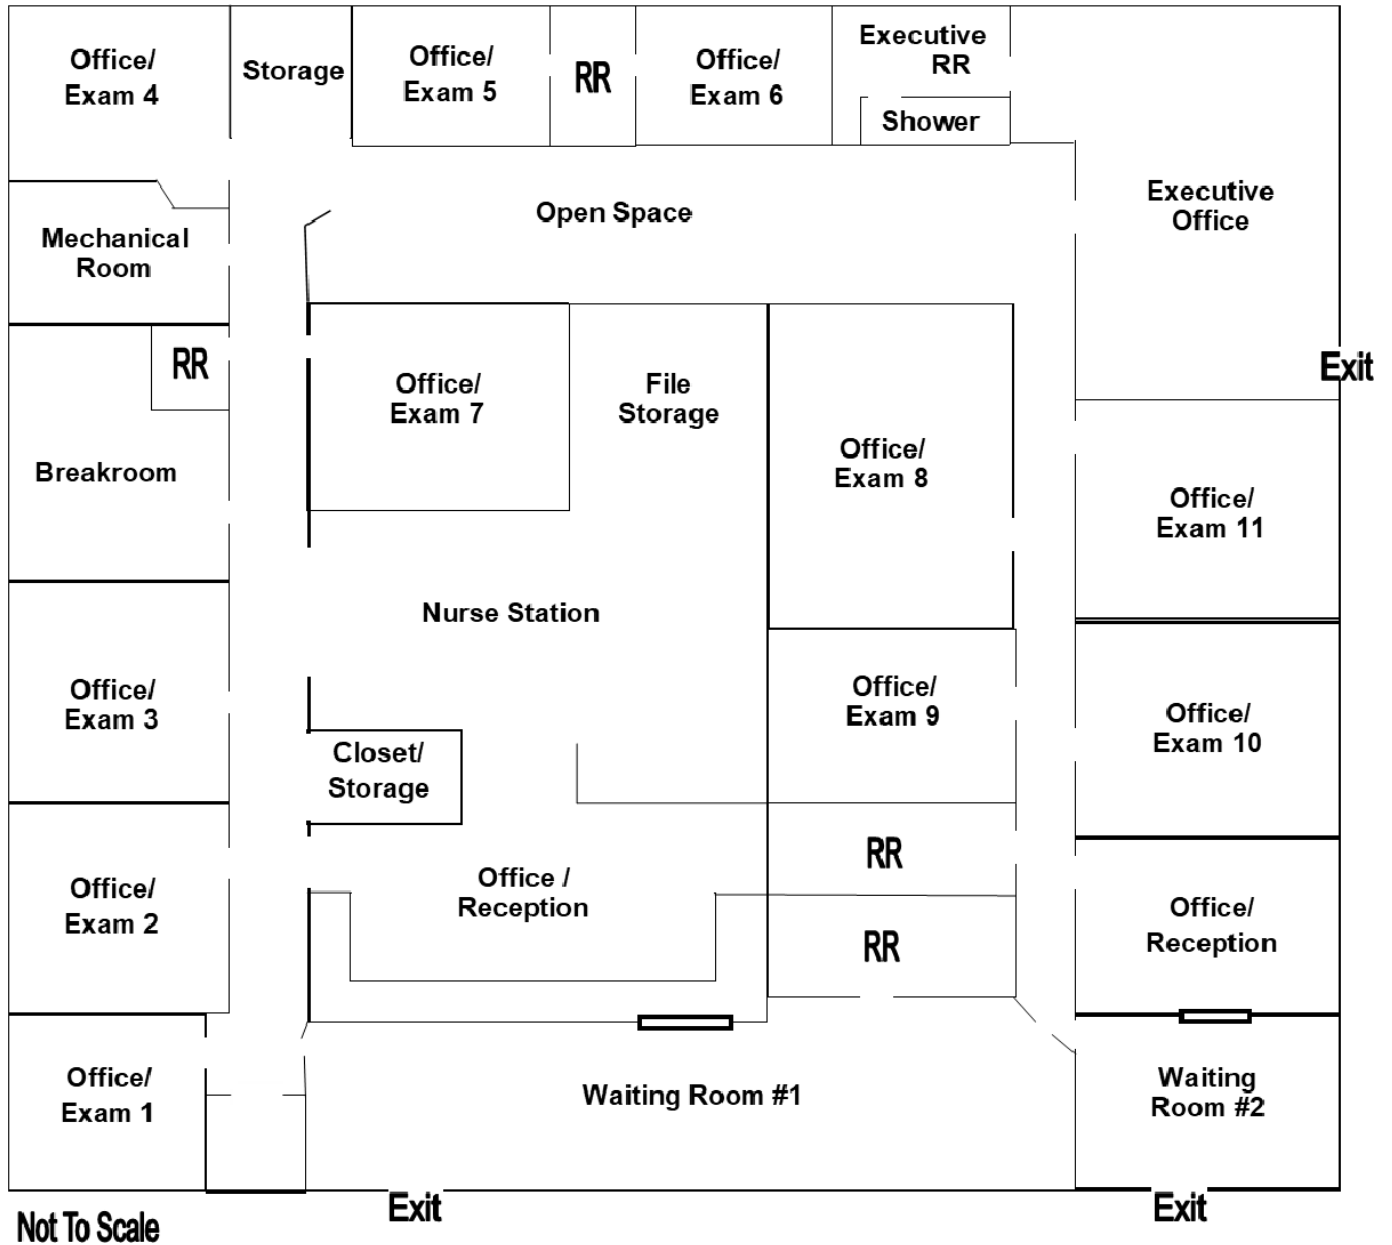 Office/
Exam 4
Storage
Office/
Exam 5
RR
Office/
Exam 6
Executive
RR
Shower
Executive
Office
Open Space
Mechanical
Room
RR
Breakroom
Office/
Exam 7
File
Storage
Office/
Exam 8
Exit
Office/
Exam 11
Nurse Station
Office/
Exam 3
Closet/
Storage
Office/
Exam 9
Office/
Exam 10
Office/
Exam 2
Office /
Reception
RR
RR
Office/
Reception
Office/
Exam 1
Waiting Room #1
Waiting
Room #2
Exit
Exit
Not To Scale